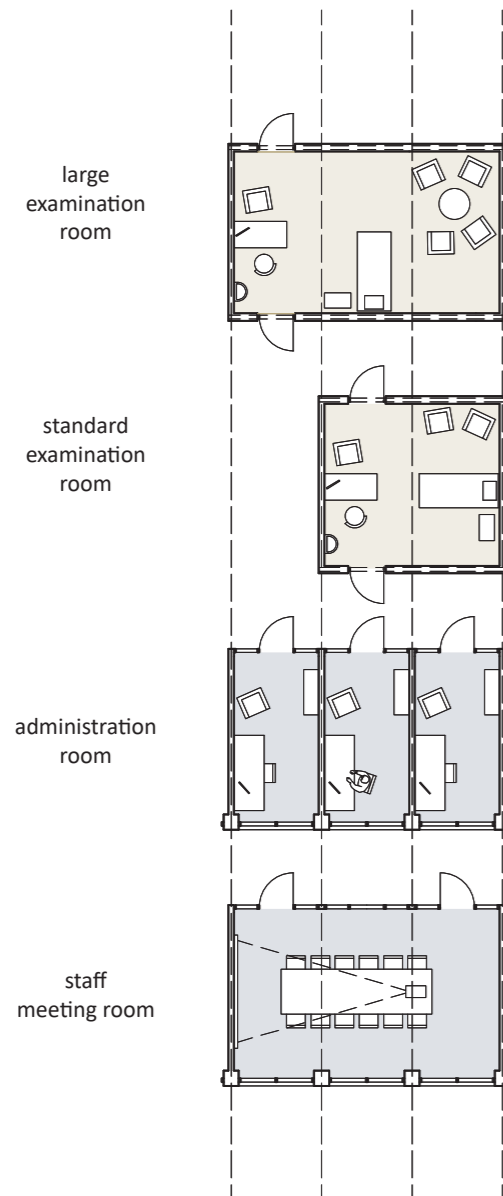 large
examination
room
standard
examination
room
administration
room
staff
meeting room